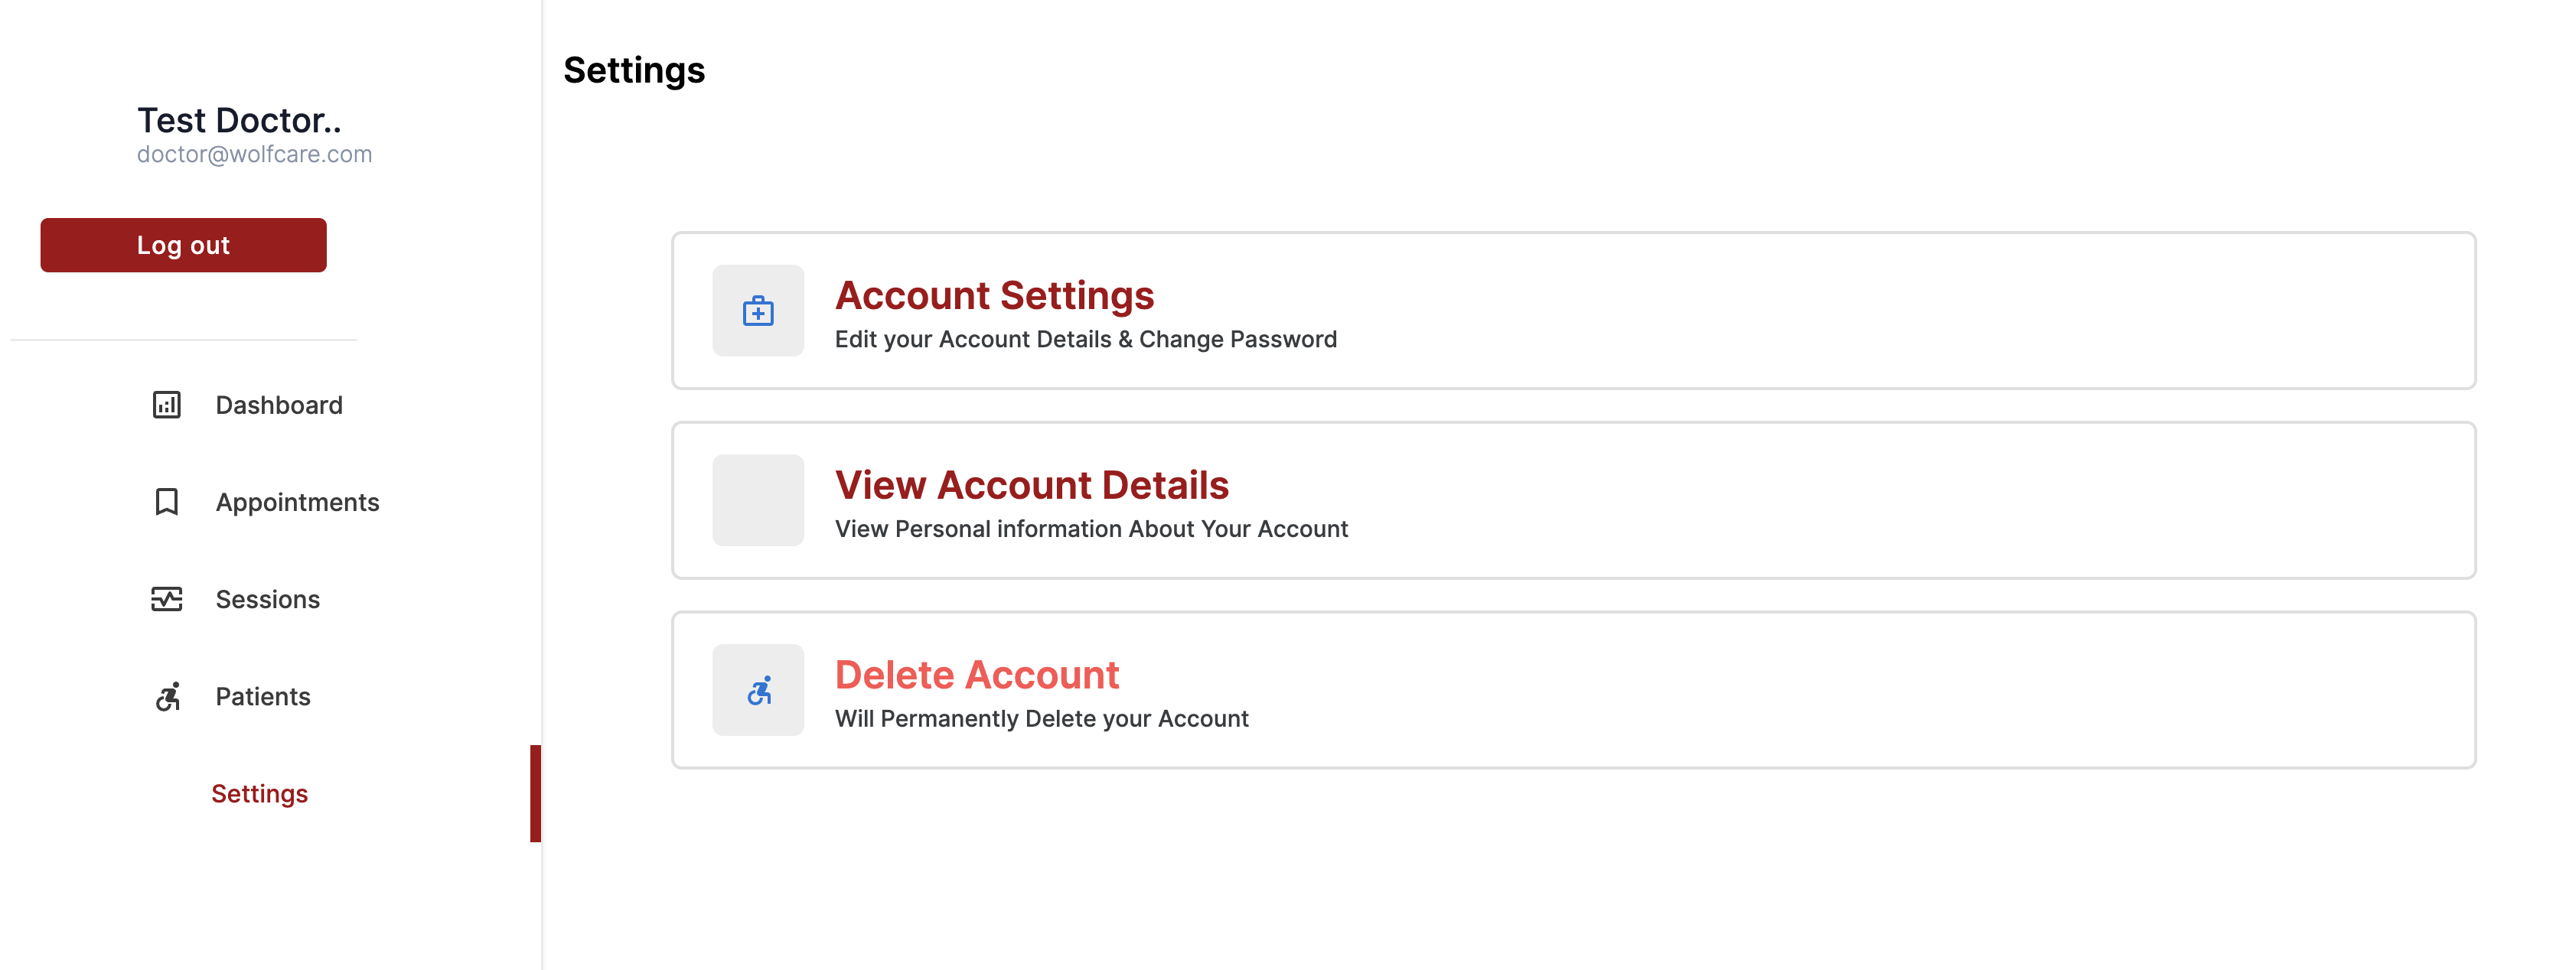 Test Doctor..
doctor@wolfcare.com
Log out
Dashboard
Appointments
Sessions
Patients
Settings
Settings
Account Settings
Edit your Account Details & Change Password
View Account Details
View Personal information About Your Account
Delete Account
Will Permanently Delete your Account